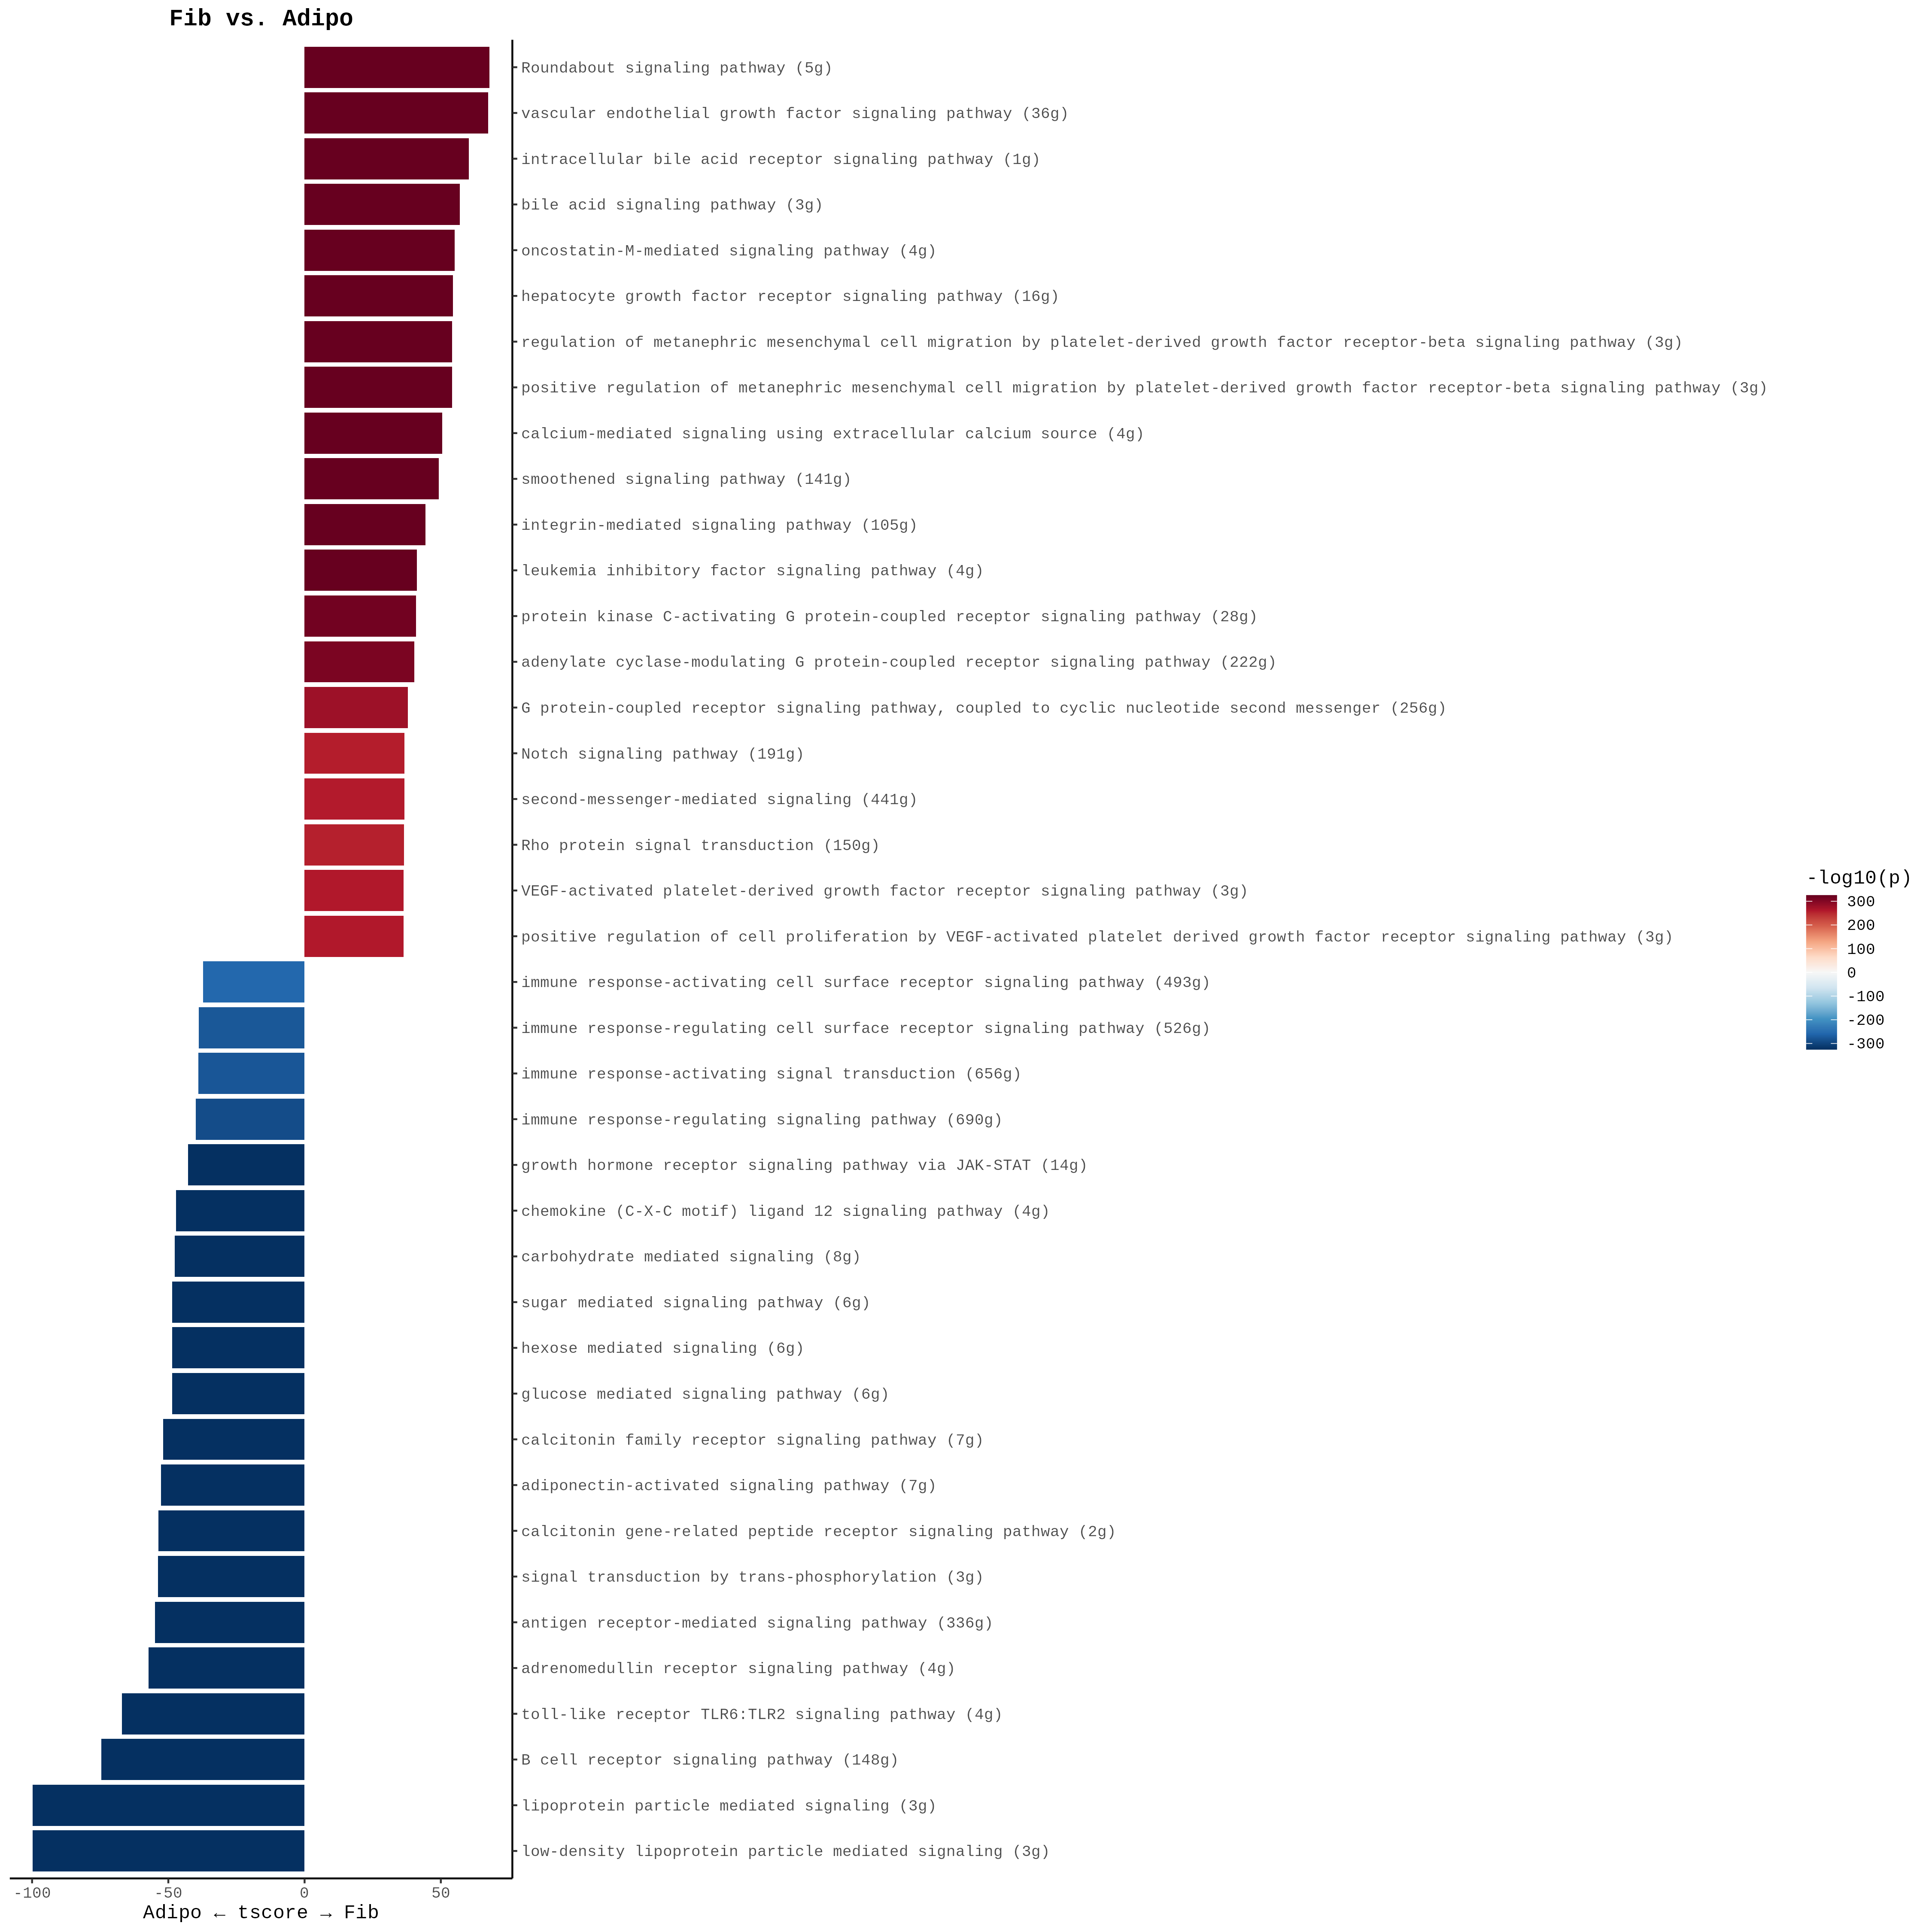 Fib vs. Adipo
Roundabout signaling pathway (5g)
vascular endothelial growth factor signaling pathway (36g)
intracellular bile acid receptor signaling pathway (1g)
bile acid signaling pathway (3g)
oncostatin-M-mediated signaling pathway (4g)
hepatocyte growth factor receptor signaling pathway (16g)
regulation of metanephric mesenchymal cell migration by platelet-derived growth factor receptor-beta signaling pathway (3g)
positive regulation of metanephric mesenchymal cell migration by platelet-derived growth factor receptor-beta signaling pathway (3g)
calcium-mediated signaling using extracellular calcium source (4g)
smoothened signaling pathway (141g)
integrin-mediated signaling pathway (105g)
leukemia inhibitory factor signaling pathway (4g)
protein kinase C-activating G protein-coupled receptor signaling pathway (28g)
adenylate cyclase-modulating G protein-coupled receptor signaling pathway (222g)
G protein-coupled receptor signaling pathway, coupled to cyclic nucleotide second messenger (256g)
Notch signaling pathway (191g)
second-messenger-mediated signaling (441g)
Rho protein signal transduction (150g)
VEGF-activated platelet-derived growth factor receptor signaling pathway (3g)
positive regulation of cell proliferation by VEGF-activated platelet derived growth factor receptor signaling pathway (3g)
immune response-activating cell surface receptor signaling pathway (493g)
immune response-regulating cell surface receptor signaling pathway (526g)
immune response-activating signal transduction (656g)
immune response-regulating signaling pathway (690g)
growth hormone receptor signaling pathway via JAK-STAT (14g)
chemokine (C-X-C motif) ligand 12 signaling pathway (4g)
carbohydrate mediated signaling (8g)
sugar mediated signaling pathway (6g)
hexose mediated signaling (6g)
glucose mediated signaling pathway (6g)
calcitonin family receptor signaling pathway (7g)
adiponectin-activated signaling pathway (7g)
calcitonin gene-related peptide receptor signaling pathway (2g)
signal transduction by trans-phosphorylation (3g)
antigen receptor-mediated signaling pathway (336g)
adrenomedullin receptor signaling pathway (4g)
toll-like receptor TLR6:TLR2 signaling pathway (4g)
B cell receptor signaling pathway (148g)
lipoprotein particle mediated signaling (3g)
low-density lipoprotein particle mediated signaling (3g)
-100 -50 0 50
Adipo ← tscore → Fib
-log10(p)
300
200
100
0
-100
-200
-300